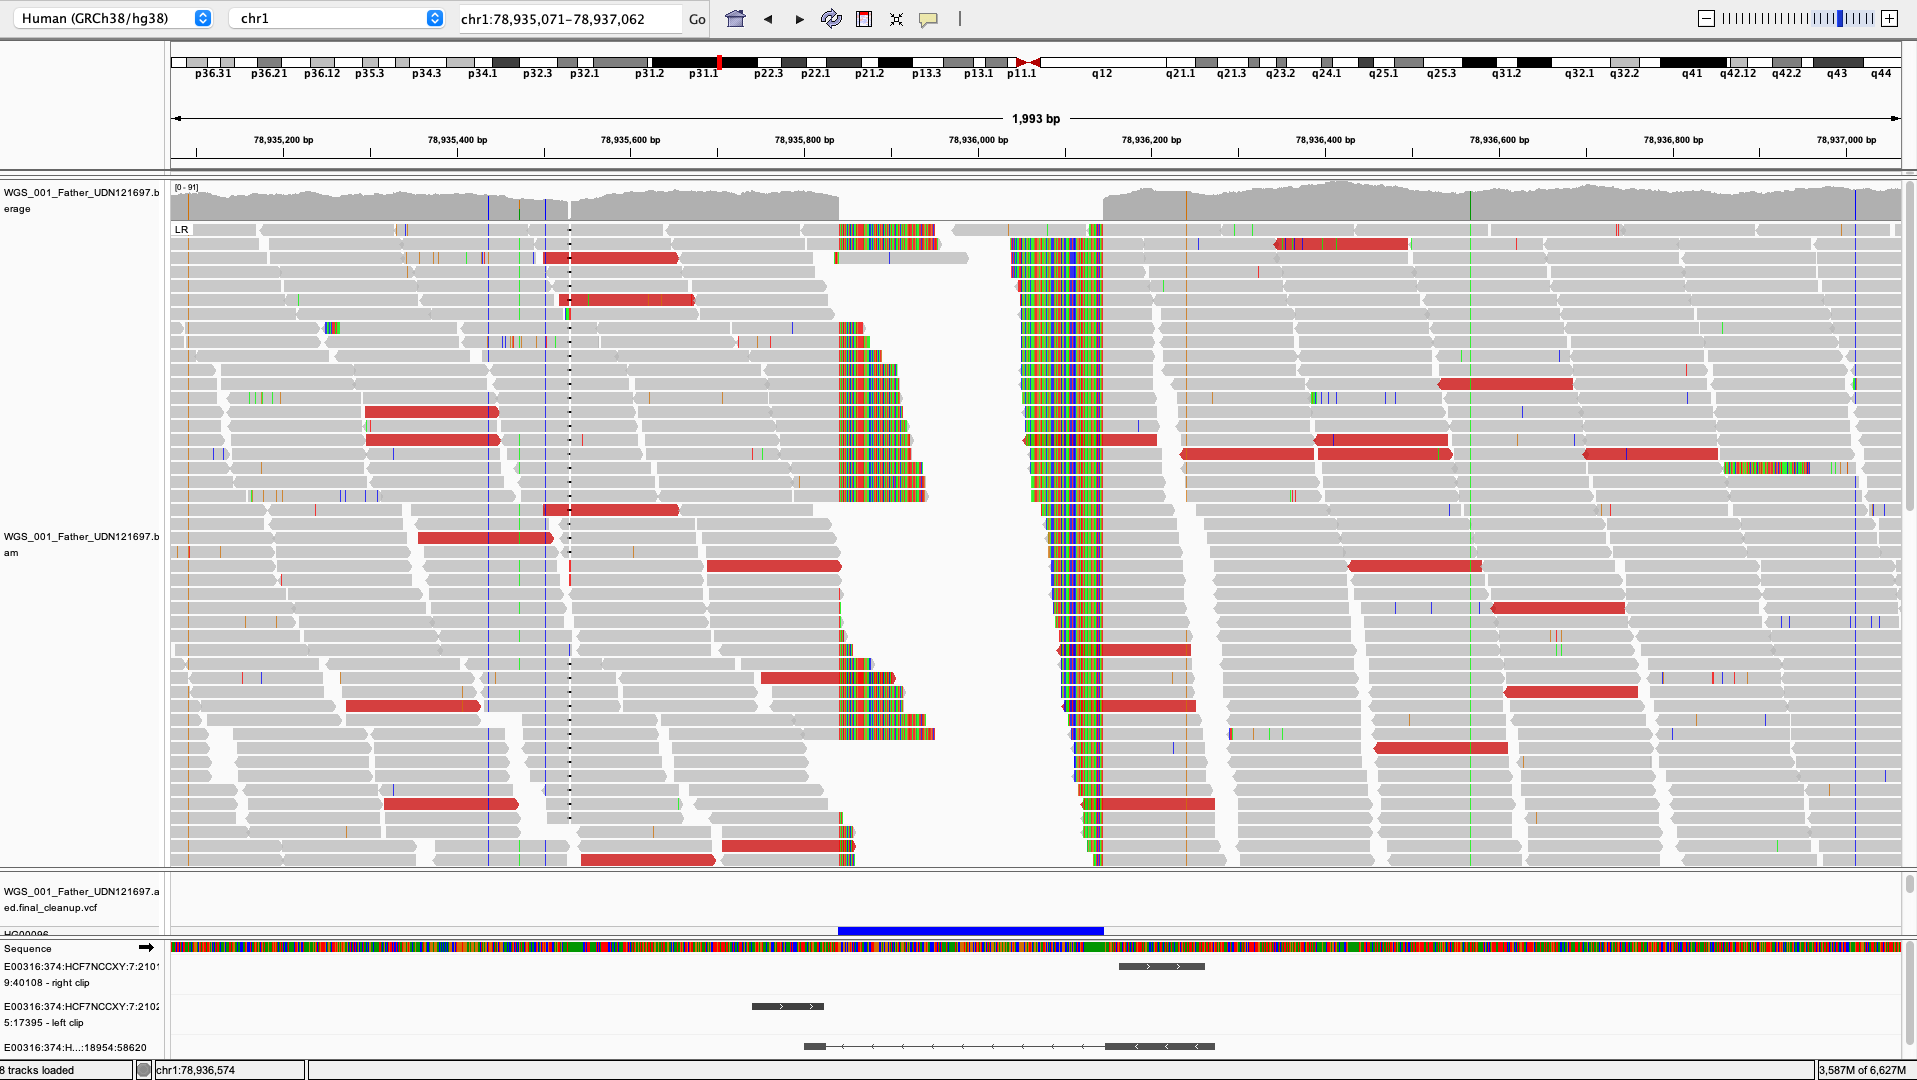 Human (GRCh38/hg38) chr1 chr1:78,935,071-78,937,062 Go
p36.31 p36.21 p36.12 p35.3 p34.3 p34.1 p32.3 p32.1 p31.2 p31.1 p22.3 p22.1 p21.2 p13.3 p13.1 p11.1 q12 q21.1 q21.3 q23.2 q24.1 q25.1 q25.3 q31.2 q32.1 q32.2 q41 q42.12 q42.2 q43 q44
1,993 bp
78,935,200 bp 78,935,400 bp 78,935,600 bp 78,935,800 bp 78,936,000 bp 78,936,200 bp 78,936,400 bp 78,936,600 bp 78,936,800 bp 78,937,000 bp
WGS_001_Father_UDN121697.b
erage
[0 - 91]
LR
WGS_001_Father_UDN121697.b
am
WGS_001_Father_UDN121697.a
ed.final_cleanup.vcf
HG00096
Sequence
E00316:374:HCF7NCCXY:7:2101
9:40108 - right clip
E00316:374:HCF7NCCXY:7:2102
5:17395 - left clip
E00316:374:H...:18954:58620
8 tracks loaded chr1:78,936,574 3,587M of 6,627M